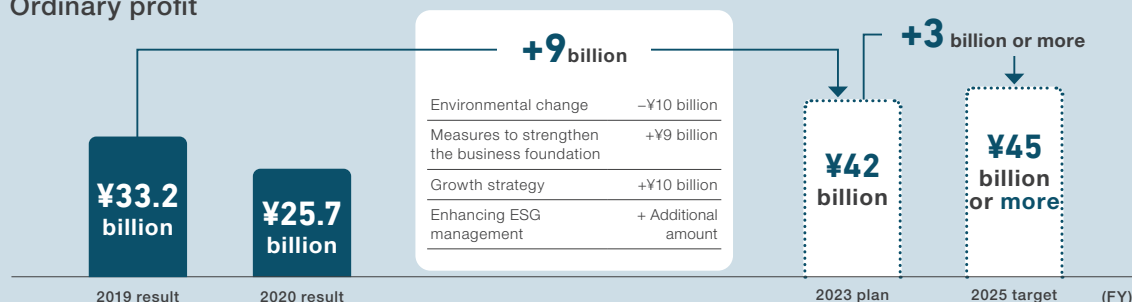 Ordinary profit
+9 billion
+3 billion or more
Environmental change –¥10 billion
Measures to strengthen +¥9 billion
the business foundation
Growth strategy +¥10 billion
Enhancing ESG + Additional
management amount
¥33.2
billion
¥25.7
billion
¥42
billion
¥45
billion
or more
2019 result
2020 result
2023 plan
2025 target
(FY)